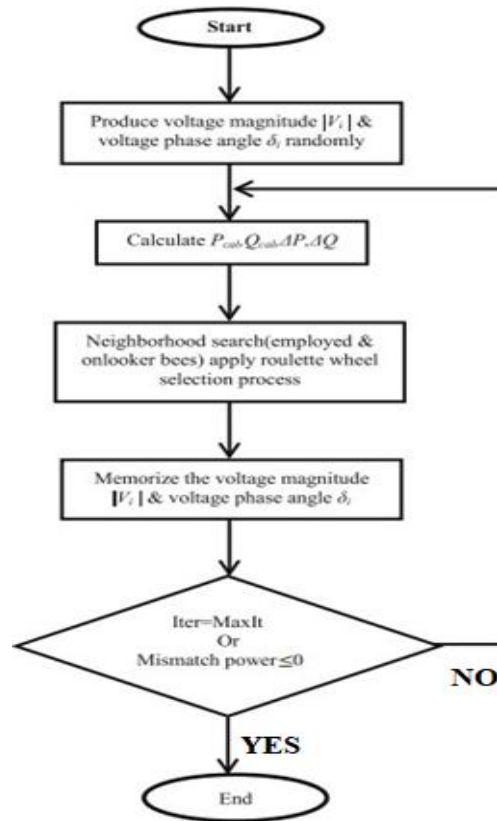 Start
Produce voltage magnitude |Vᵢ| &
voltage phase angle δᵢ randomly
Calculate P_cal, Q_cal, ΔP, ΔQ
Neighborhood search(employed &
onlooker bees) apply roulette wheel
selection process
Memorize the voltage magnitude
|Vᵢ| & voltage phase angle δᵢ
Iter=MaxIt
Or
Mismatch power≤0
NO
YES
End